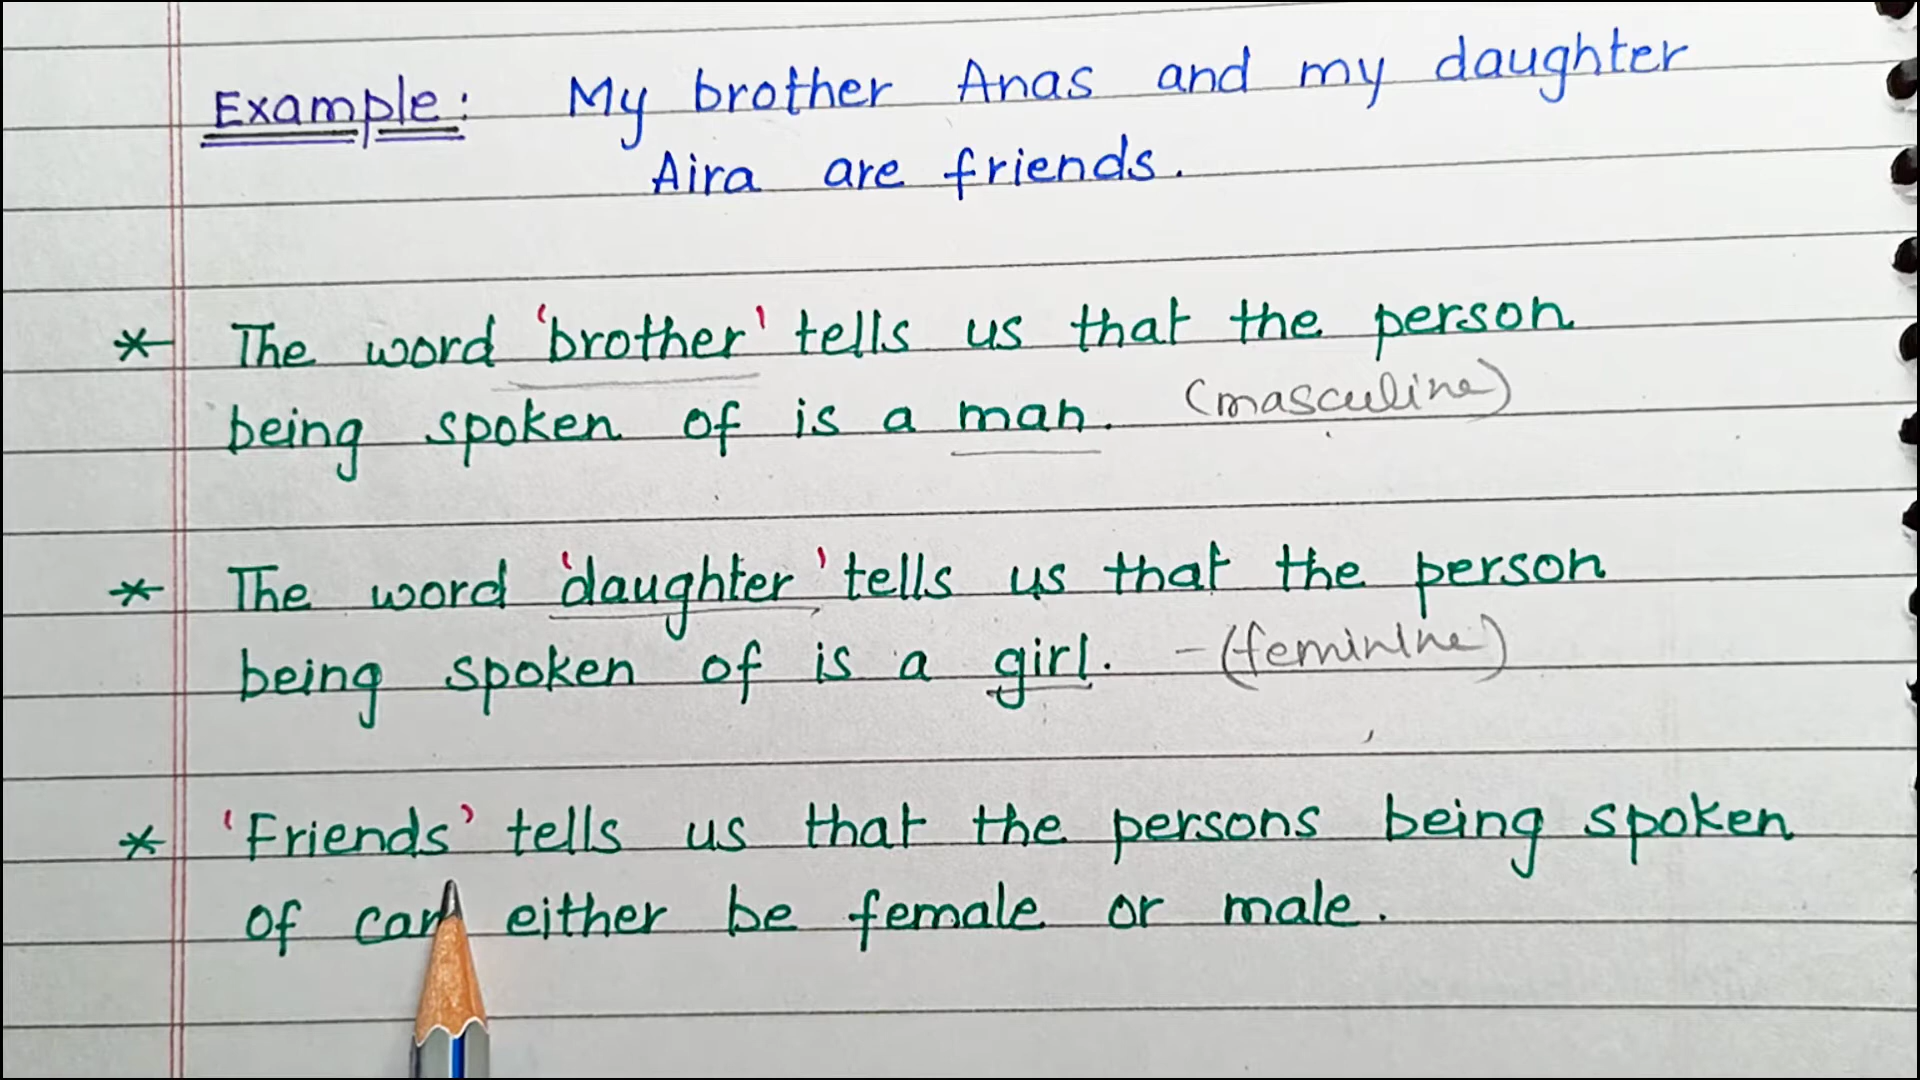 Example: My brother Anas and my daughter
Aira are friends.
* The word 'brother' tells us that the person
being spoken of is a man. (masculine)
* The word 'daughter' tells us that the person
being spoken of is a girl. - (feminine)
* 'Friends' tells us that the persons being spoken
of can either be female or male.